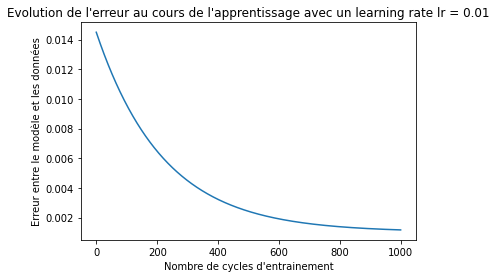 Evolution de l'erreur au cours de l'apprentissage avec un learning rate lr = 0.01
Erreur entre le modèle et les données
0.014
0.012
0.010
0.008
0.006
0.004
0.002
0 200 400 600 800 1000
Nombre de cycles d'entrainement